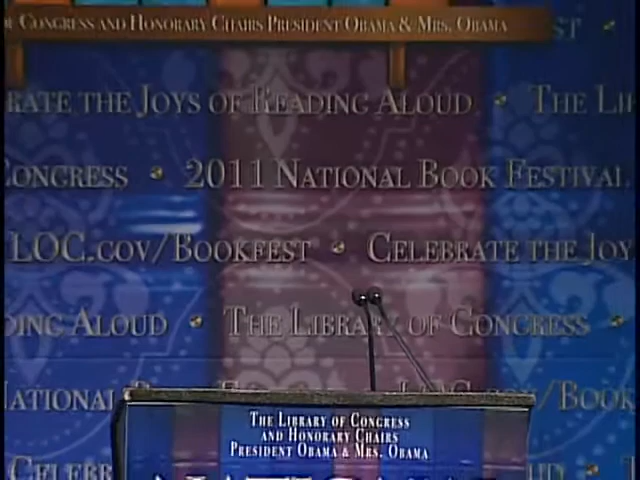 CONGRESS AND HONORARY CHAIRS PRESIDENT OBAMA & MRS. OBAMA
RATE THE JOYS OF READING ALOUD • THE LI
CONGRESS • 2011 NATIONAL BOOK FESTIVAL
LOC.GOV/BOOKFEST • CELEBRATE THE JOY
DING ALOUD • THE LIBRARY OF CONGRESS •
NATIONAL /BOOK
THE LIBRARY OF CONGRESS
AND HONORARY CHAIRS
PRESIDENT OBAMA & MRS. OBAMA
CELEBR